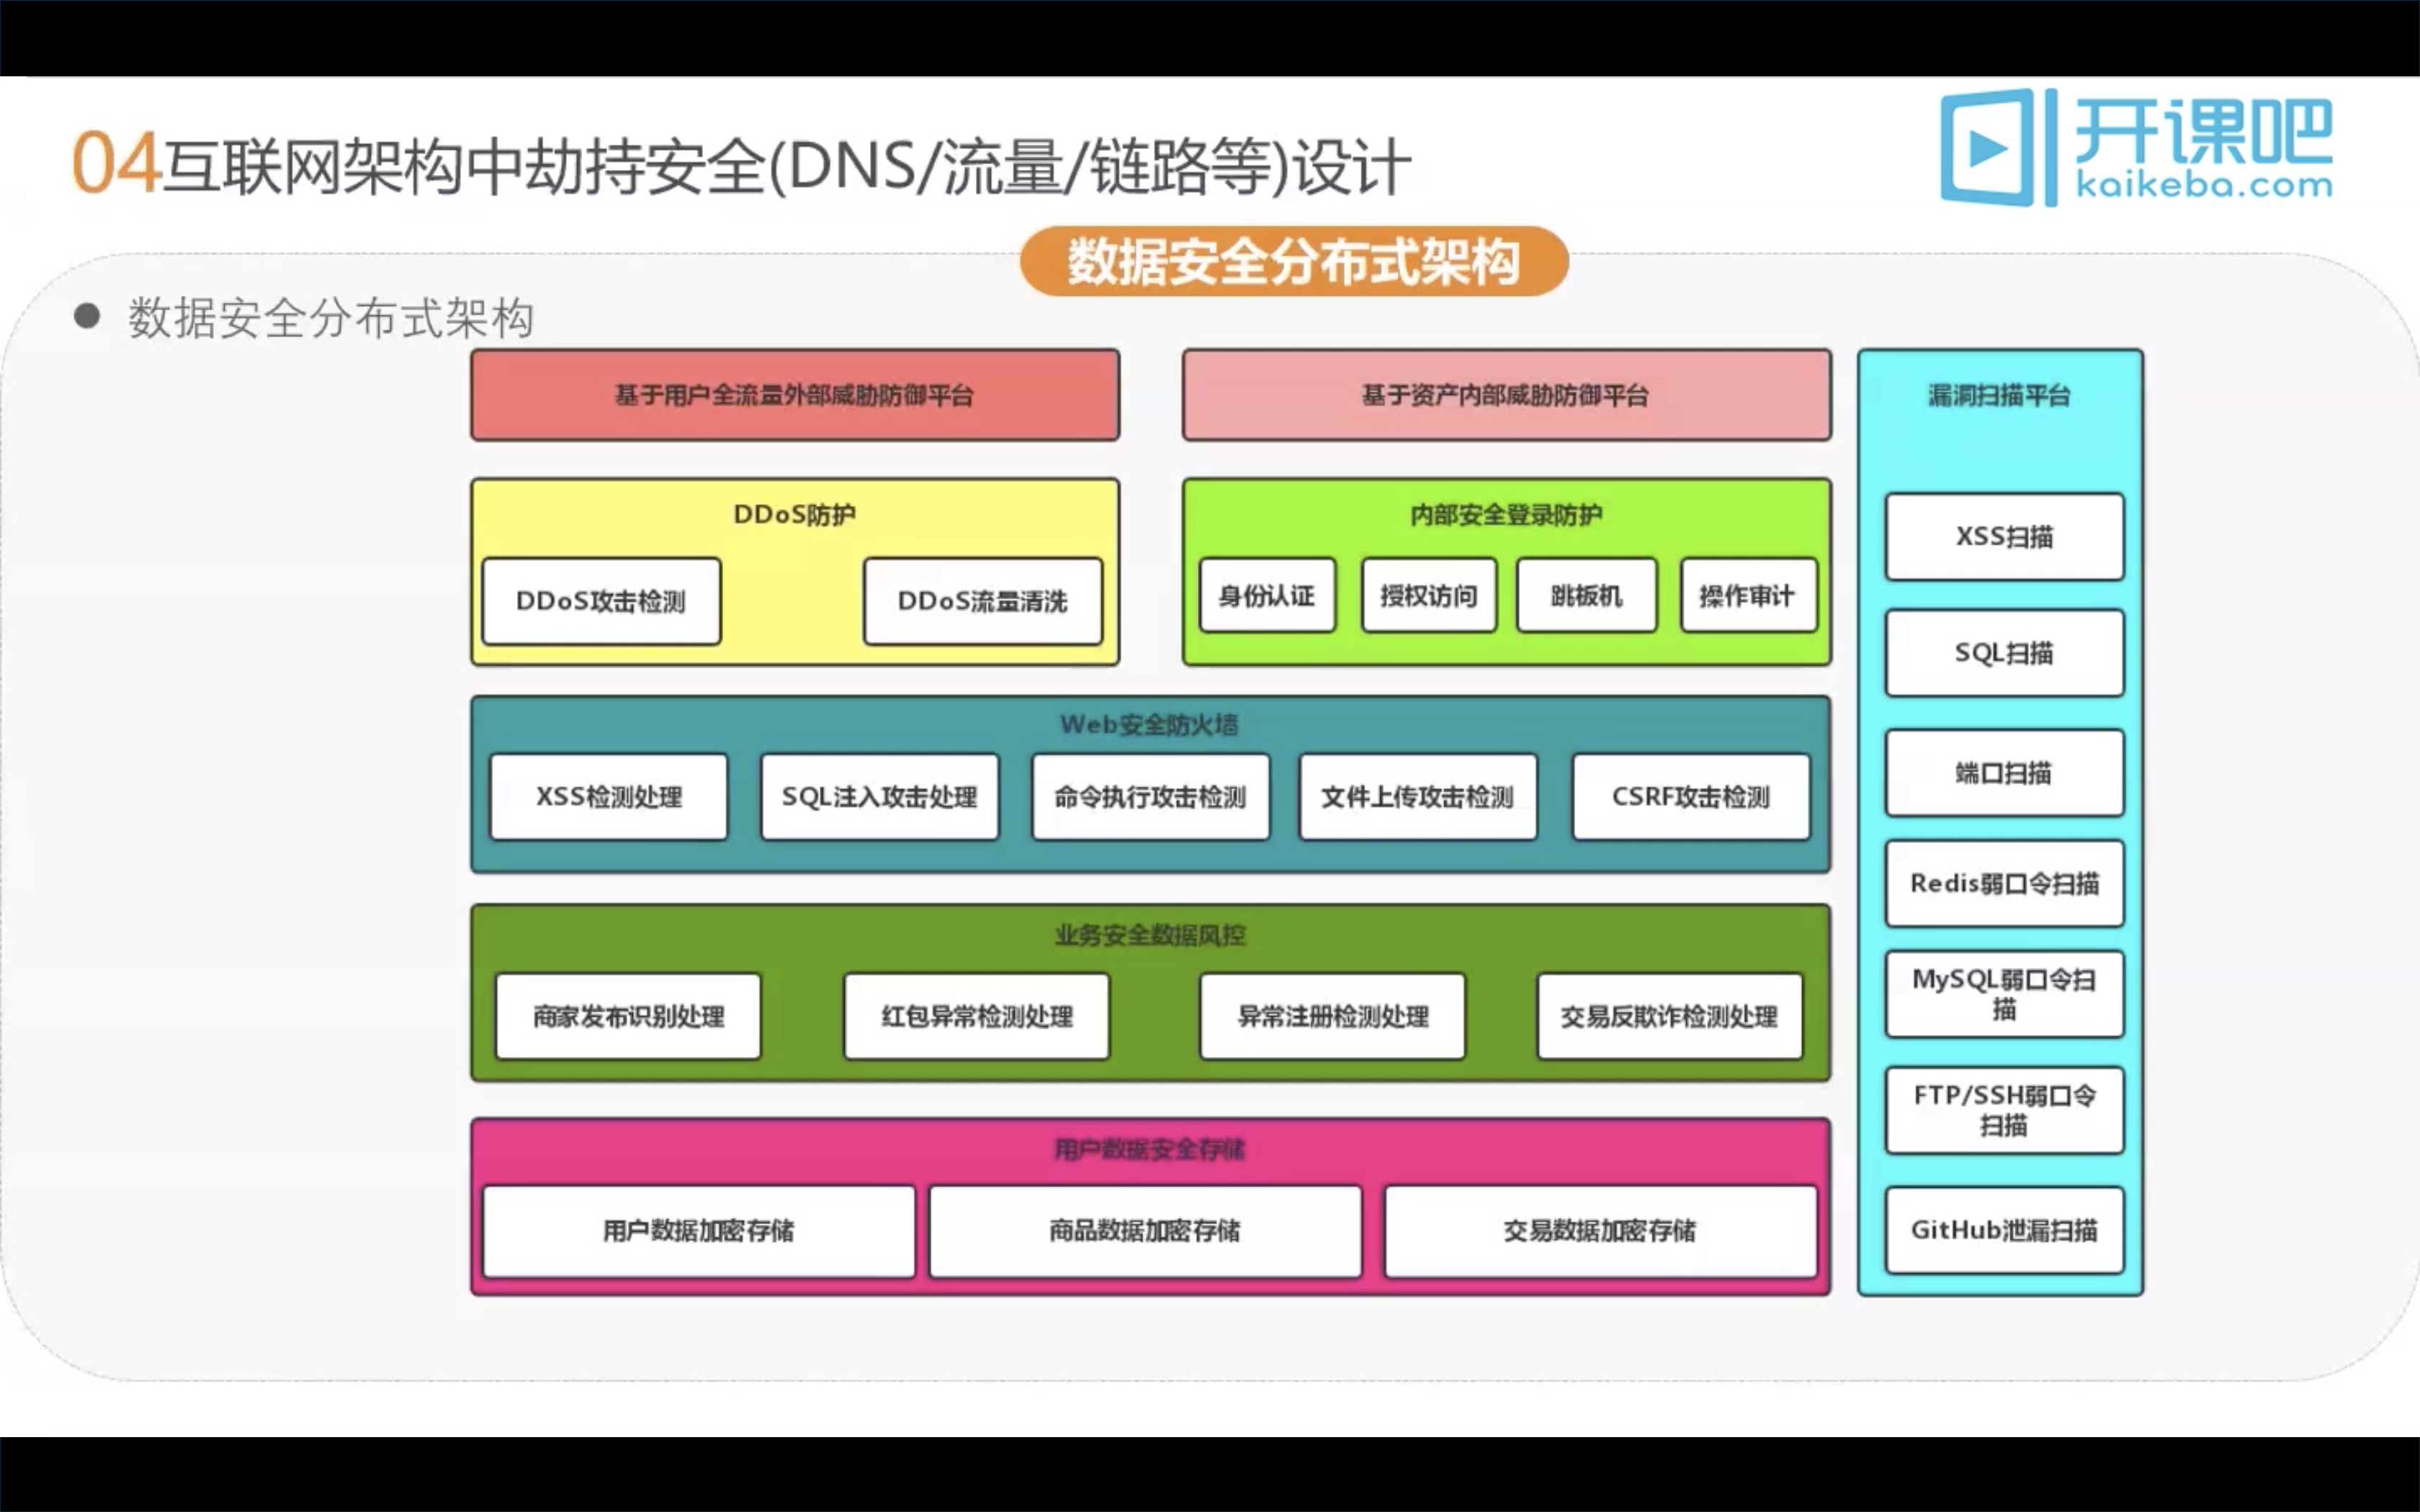 04互联网架构中劫持安全(DNS/流量/链路等)设计
开课吧
kaikeba.com
数据安全分布式架构
数据安全分布式架构
基于用户全流量外部威胁防御平台
基于资产内部威胁防御平台
漏洞扫描平台
DDoS防护
DDoS攻击检测
DDoS流量清洗
内部安全登录防护
身份认证
授权访问
跳板机
操作审计
Web安全防火墙
XSS检测处理
SQL注入攻击处理
命令执行攻击检测
文件上传攻击检测
CSRF攻击检测
业务安全数据风控
商家发布识别处理
红包异常检测处理
异常注册检测处理
交易反欺诈检测处理
用户数据安全存储
用户数据加密存储
商品数据加密存储
交易数据加密存储
XSS扫描
SQL扫描
端口扫描
Redis弱口令扫描
MySQL弱口令扫
描
FTP/SSH弱口令
扫描
GitHub泄漏扫描